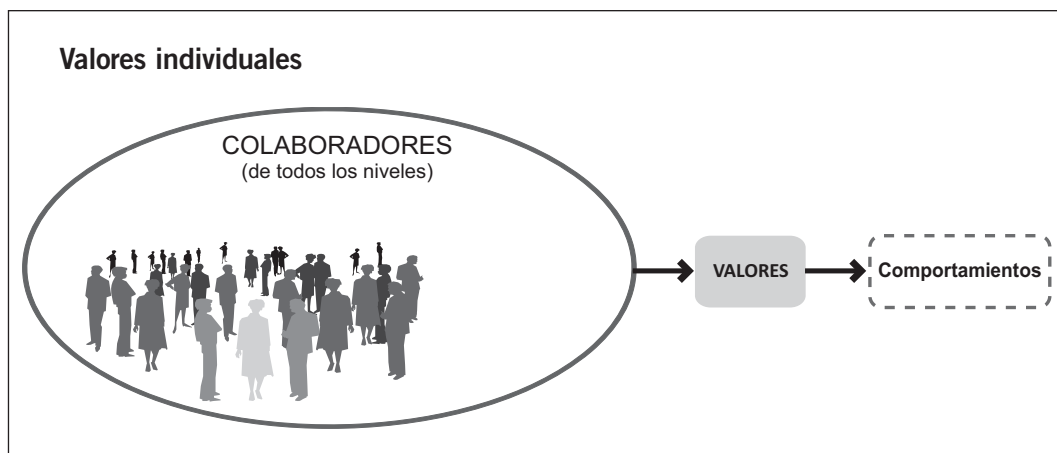 Valores individuales
COLABORADORES
(de todos los niveles)
VALORES
Comportamientos